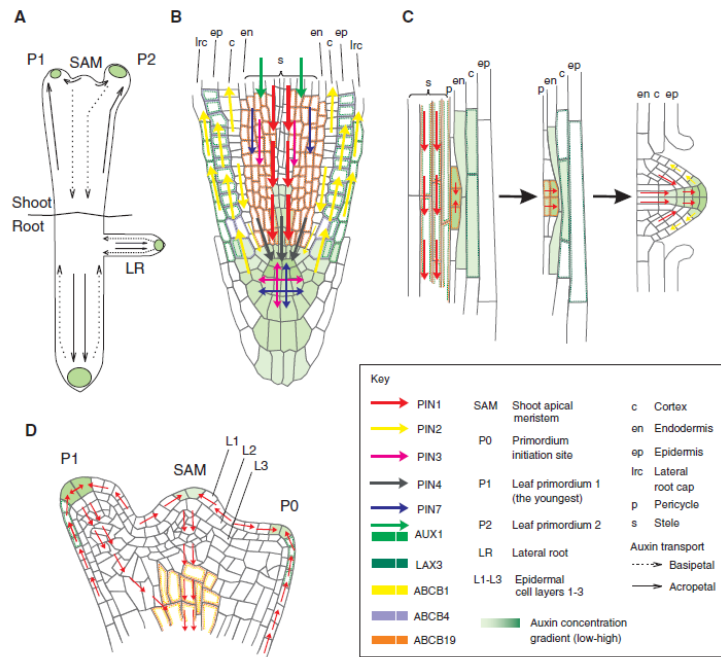 A
P1
SAM
P2
Shoot
Root
LR
B
lrc
ep
c
en
s
en
c
ep
lrc
C
s
p
en
c
ep
p
en
c
ep
en c ep
D
P1
SAM
L1
L2
L3
P0
Key
PIN1
PIN2
PIN3
PIN4
PIN7
AUX1
LAX3
ABCB1
ABCB4
ABCB19
SAM Shoot apical
meristem
P0 Primordium
initiation site
P1 Leaf primordium 1
(the youngest)
P2 Leaf primordium 2
LR Lateral root
L1-L3 Epidermal
cell layers 1-3
Auxin concentration
gradient (low-high)
c Cortex
en Endodermis
ep Epidermis
lrc Lateral
root cap
p Pericycle
s Stele
Auxin transport
Basipetal
Acropetal